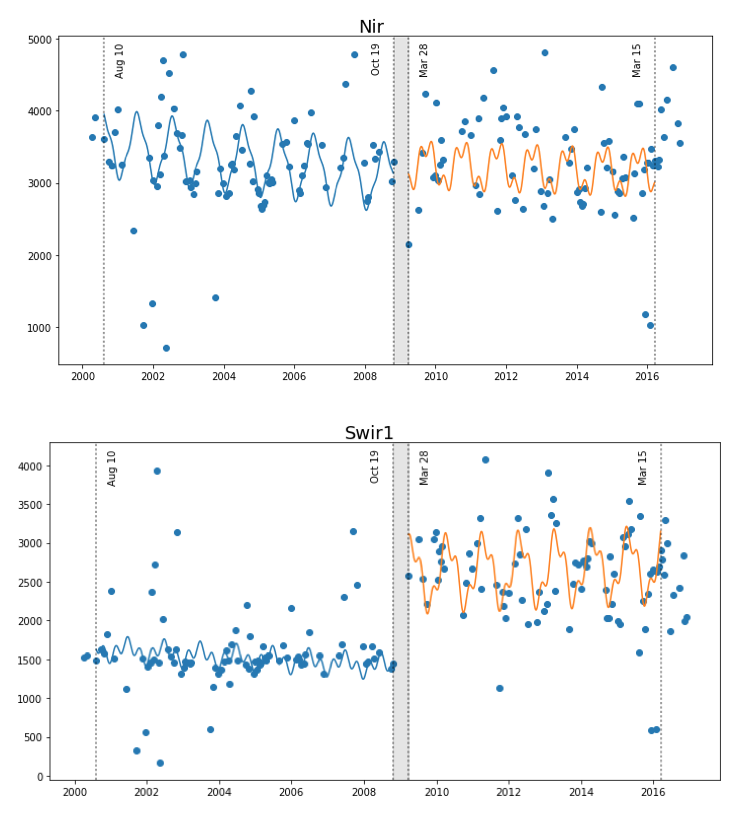 Nir
5000
4000
3000
2000
1000
Aug 10
Oct 19
Mar 28
Mar 15
2000 2002 2004 2006 2008 2010 2012 2014 2016
Swir1
4000
3500
3000
2500
2000
1500
1000
500
0
Aug 10
Oct 19
Mar 28
Mar 15
2000 2002 2004 2006 2008 2010 2012 2014 2016